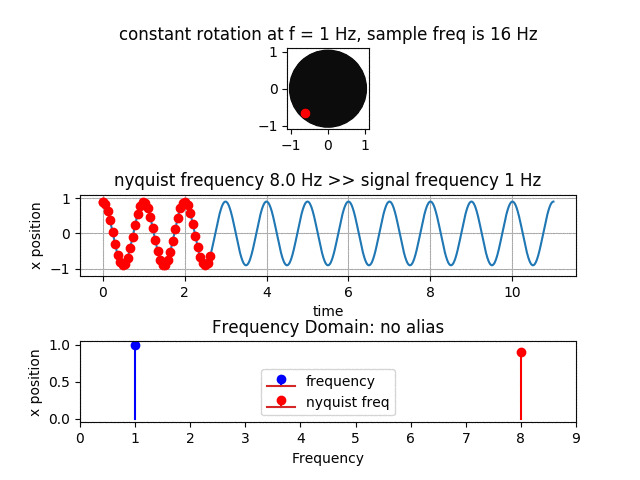 constant rotation at f = 1 Hz, sample freq is 16 Hz
1
0
−1
−1 0 1
nyquist frequency 8.0 Hz >> signal frequency 1 Hz
x position
1
0
−1
0 2 4 6 8 10
time
Frequency Domain: no alias
x position
1.0
0.5
0.0
frequency
nyquist freq
0 1 2 3 4 5 6 7 8 9
Frequency